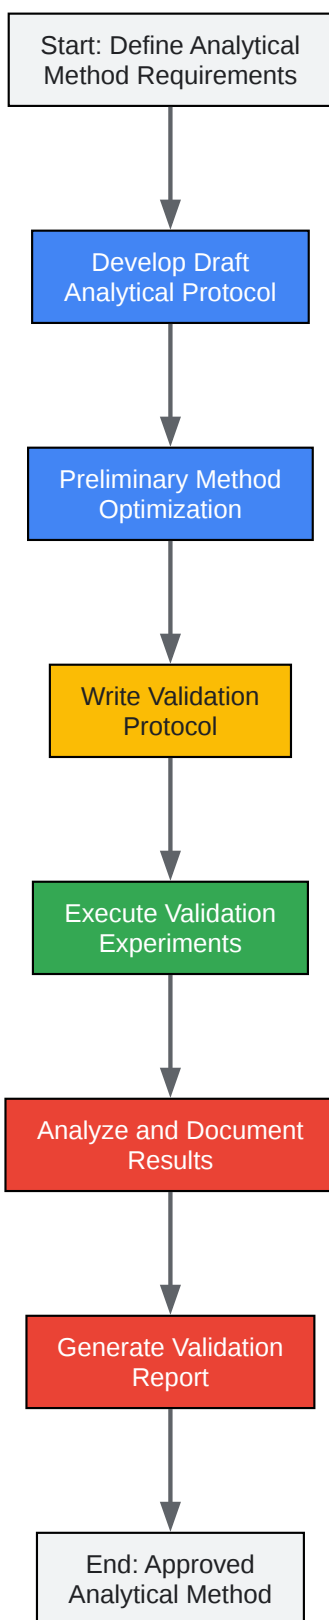 Start: Define Analytical
Method Requirements
Develop Draft
Analytical Protocol
Preliminary Method
Optimization
Write Validation
Protocol
Execute Validation
Experiments
Analyze and Document
Results
Generate Validation
Report
End: Approved
Analytical Method